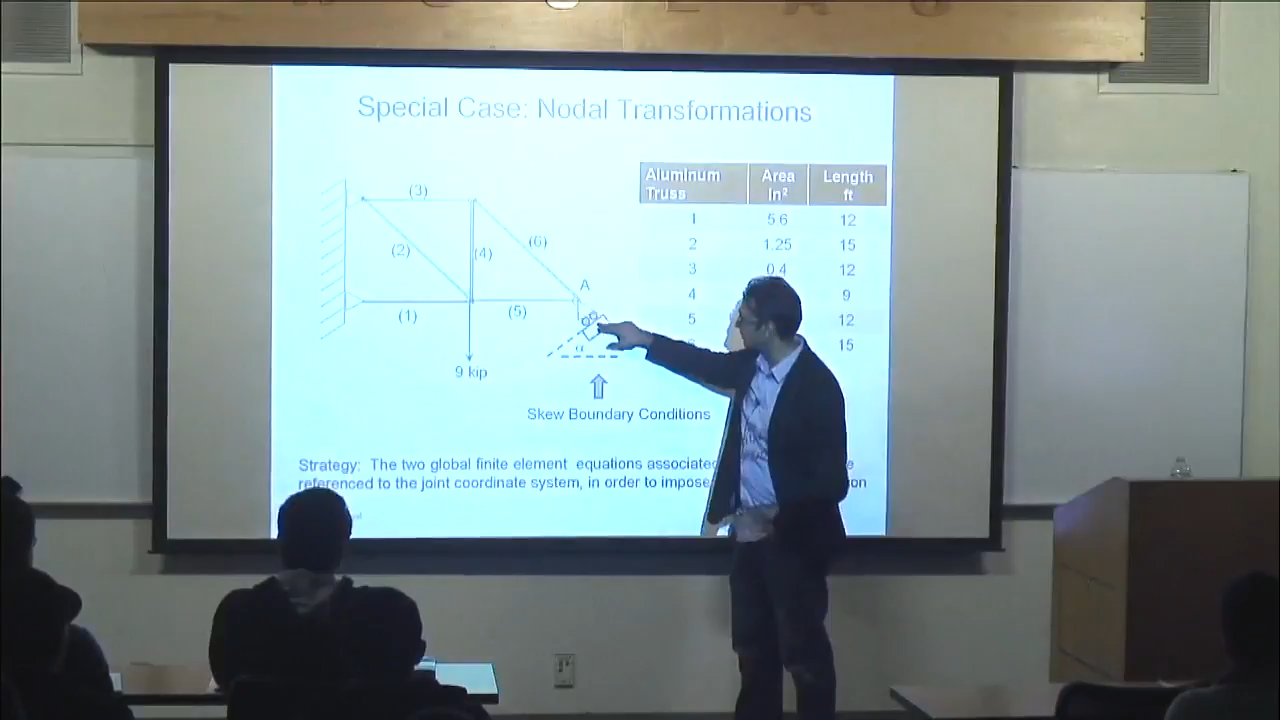 Special Case: Nodal Transformations
Aluminum Truss
Area In²
Length ft
1 5.6 12
2 1.25 15
3 0.4 12
4 9
5 12
15
(3)
(2)
(4)
(6)
A
(1)
(5)
α
9 kip
Skew Boundary Conditions
Strategy: The two global finite element equations associated
referenced to the joint coordinate system, in order to impose